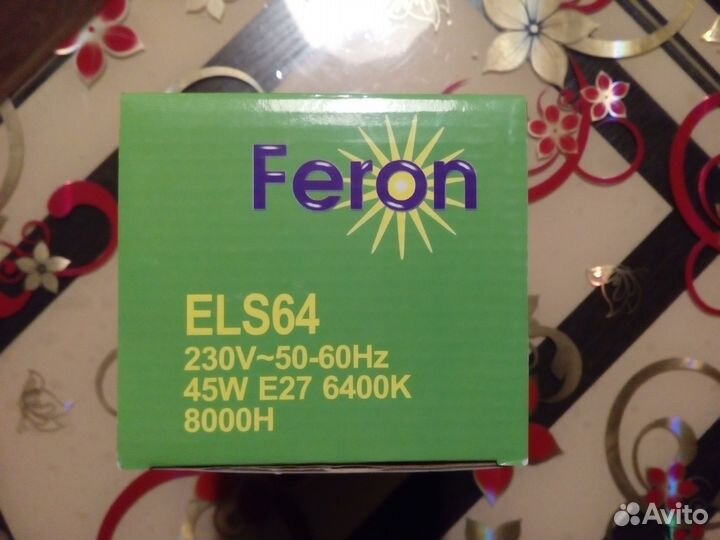 Feron
ELS64
230V~50-60Hz
45W E27 6400K
8000H
Avito